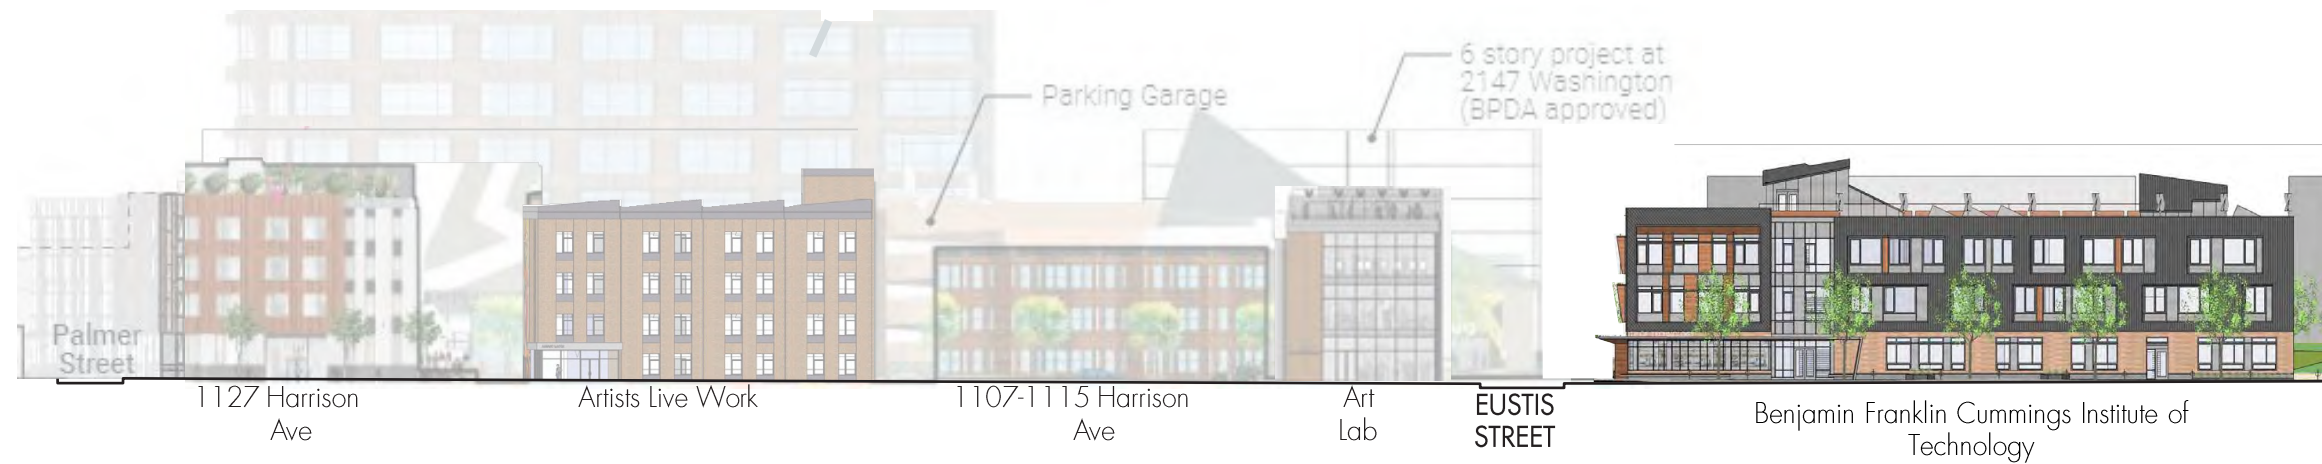 6 story project at
2147 Washington
(BPDA approved)
Parking Garage
Palmer
Street
1127 Harrison
Ave
Artists Live Work
1107-1115 Harrison
Ave
Art
Lab
EUSTIS
STREET
Benjamin Franklin Cummings Institute of
Technology